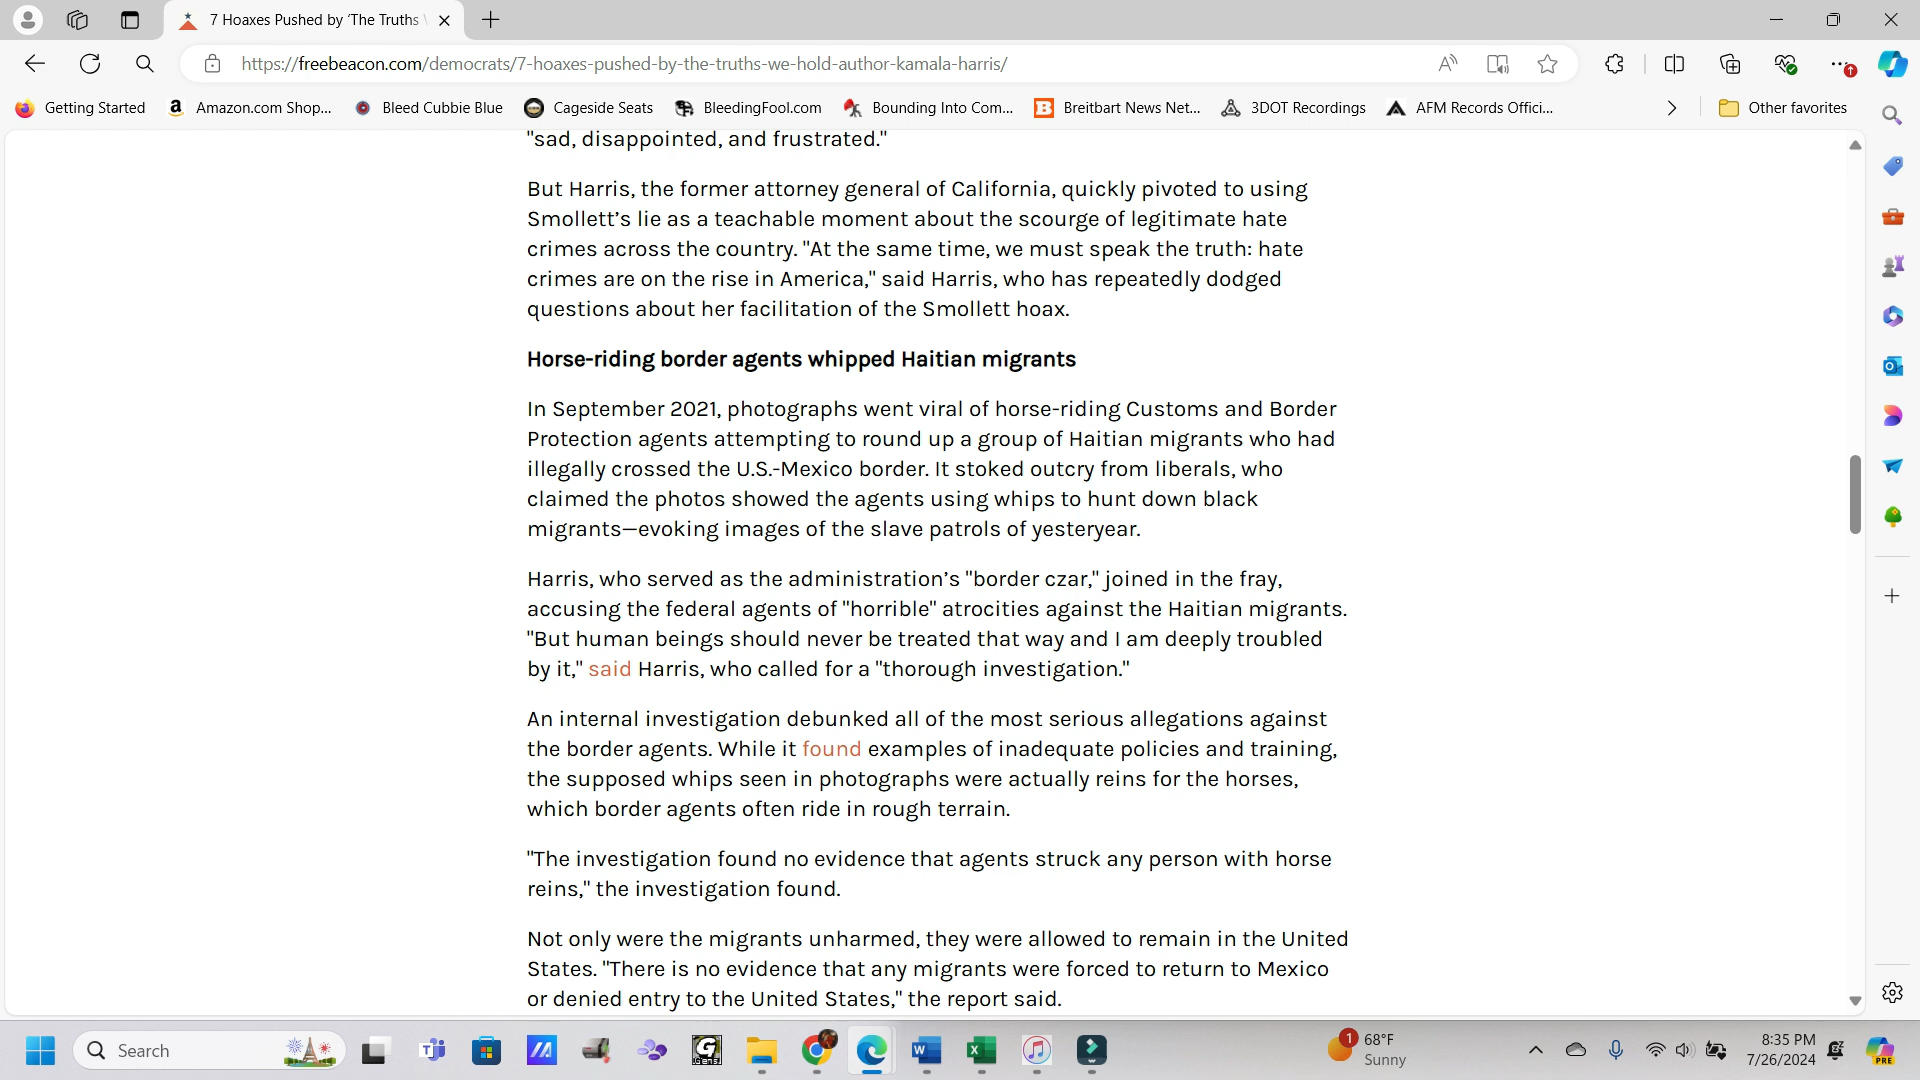 7 Hoaxes Pushed by 'The Truths
https://freebeacon.com/democrats/7-hoaxes-pushed-by-the-truths-we-hold-author-kamala-harris/
Getting Started Amazon.com Shop... Bleed Cubbie Blue Cageside Seats BleedingFool.com Bounding Into Com... Breitbart News Net... 3DOT Recordings AFM Records Offici... Other favorites
"sad, disappointed, and frustrated."
But Harris, the former attorney general of California, quickly pivoted to using
Smollett's lie as a teachable moment about the scourge of legitimate hate
crimes across the country. "At the same time, we must speak the truth: hate
crimes are on the rise in America," said Harris, who has repeatedly dodged
questions about her facilitation of the Smollett hoax.
Horse-riding border agents whipped Haitian migrants
In September 2021, photographs went viral of horse-riding Customs and Border
Protection agents attempting to round up a group of Haitian migrants who had
illegally crossed the U.S.-Mexico border. It stoked outcry from liberals, who
claimed the photos showed the agents using whips to hunt down black
migrants—evoking images of the slave patrols of yesteryear.
Harris, who served as the administration's "border czar," joined in the fray,
accusing the federal agents of "horrible" atrocities against the Haitian migrants.
"But human beings should never be treated that way and I am deeply troubled
by it," said Harris, who called for a "thorough investigation."
An internal investigation debunked all of the most serious allegations against
the border agents. While it found examples of inadequate policies and training,
the supposed whips seen in photographs were actually reins for the horses,
which border agents often ride in rough terrain.
"The investigation found no evidence that agents struck any person with horse
reins," the investigation found.
Not only were the migrants unharmed, they were allowed to remain in the United
States. "There is no evidence that any migrants were forced to return to Mexico
or denied entry to the United States," the report said.
Search
1 68°F
Sunny
8:35 PM
7/26/2024
PRE